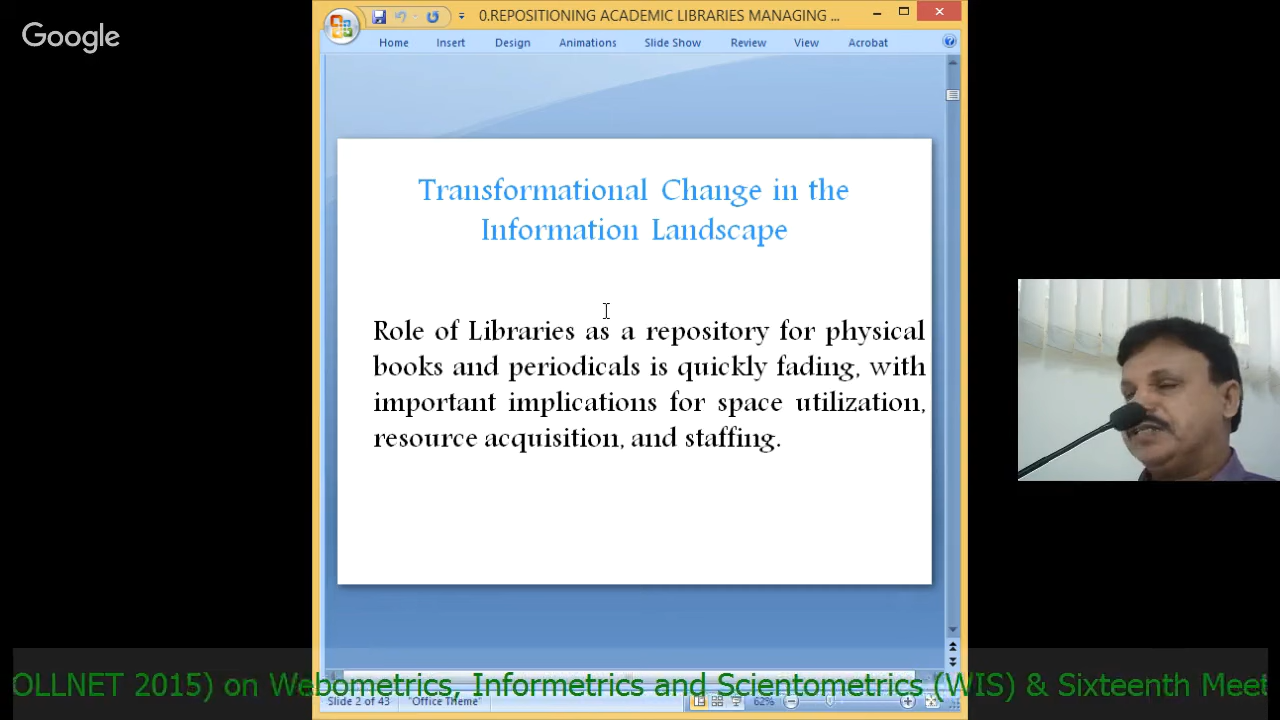 Google
0.REPOSITIONING ACADEMIC LIBRARIES MANAGING ...
Home Insert Design Animations Slide Show Review View Acrobat
Transformational Change in the
Information Landscape
Role of Libraries as a repository for physical
books and periodicals is quickly fading, with
important implications for space utilization,
resource acquisition, and staffing.
OLLNET 2015) on Webometrics, Informetrics and Scientometrics (WIS) & Sixteenth Meet
Slide 2 of 43 "Office Theme" 62%